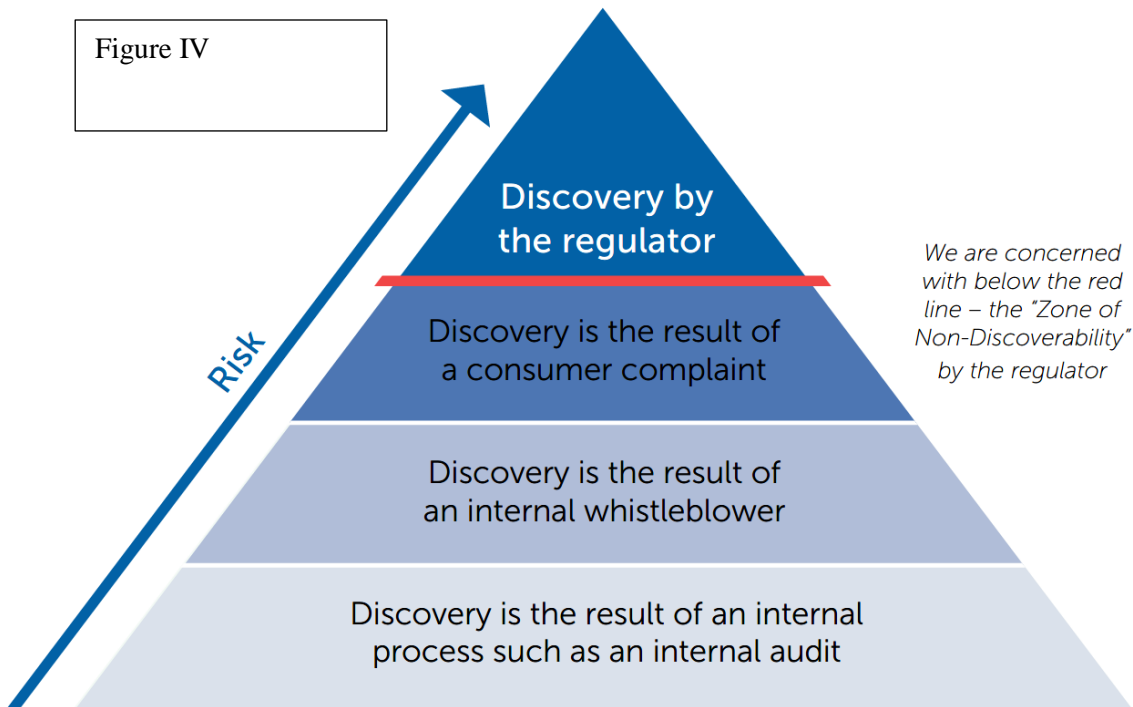 Figure IV
Discovery by
the regulator
We are concerned
with below the red
line – the “Zone of
Non-Discoverability”
by the regulator
Risk
Discovery is the result of
a consumer complaint
Discovery is the result of
an internal whistleblower
Discovery is the result of an internal
process such as an internal audit